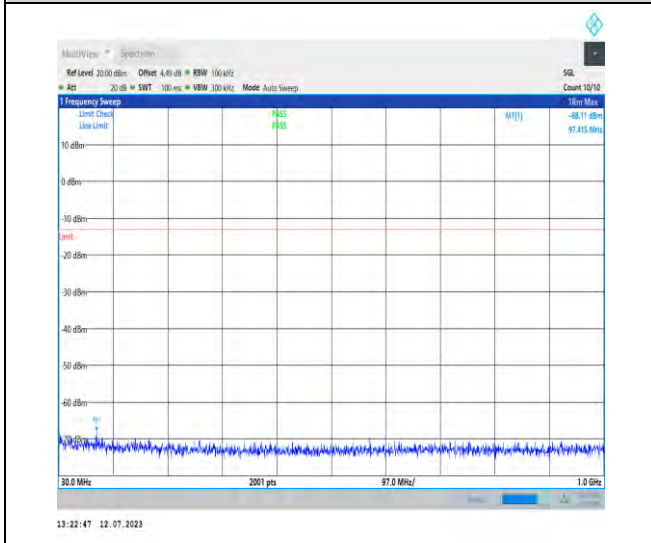 MultiView Spectrum
Ref Level 20.00 dBm Offset 4.49 dB RBW 100 kHz SGL
Att 20 dB SWT 100 ms VBW 300 kHz Mode Auto Sweep Count 10/10
1 Frequency Sweep 1Rm Max
Limit Check PASS M1[1] -68.11 dBm
Line Limit PASS 97.415 MHz
10 dBm
0 dBm
-10 dBm
Limit
-20 dBm
-30 dBm
-40 dBm
-50 dBm
-60 dBm
M1
-70 dBm
30.0 MHz 2001 pts 97.0 MHz/ 1.0 GHz
13:22:47 12.07.2023